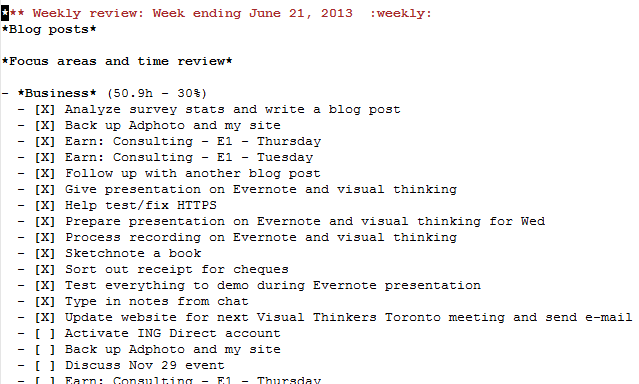 *** Weekly review: Week ending June 21, 2013  :weekly:
*Blog posts*
*Focus areas and time review*
- *Business* (50.9h - 30%)
- [X] Analyze survey stats and write a blog post
- [X] Back up Adphoto and my site
- [X] Earn: Consulting - E1 - Thursday
- [X] Earn: Consulting - E1 - Tuesday
- [X] Follow up with another blog post
- [X] Give presentation on Evernote and visual thinking
- [X] Help test/fix HTTPS
- [X] Prepare presentation on Evernote and visual thinking for Wed
- [X] Process recording on Evernote and visual thinking
- [X] Sketchnote a book
- [X] Sort out receipt for cheques
- [X] Test everything to demo during Evernote presentation
- [X] Type in notes from chat
- [X] Update website for next Visual Thinkers Toronto meeting and send e-mail
- [ ] Activate ING Direct account
- [ ] Back up Adphoto and my site
- [ ] Discuss Nov 29 event
- [ ] Earn: Consulting - E1 - Thursday